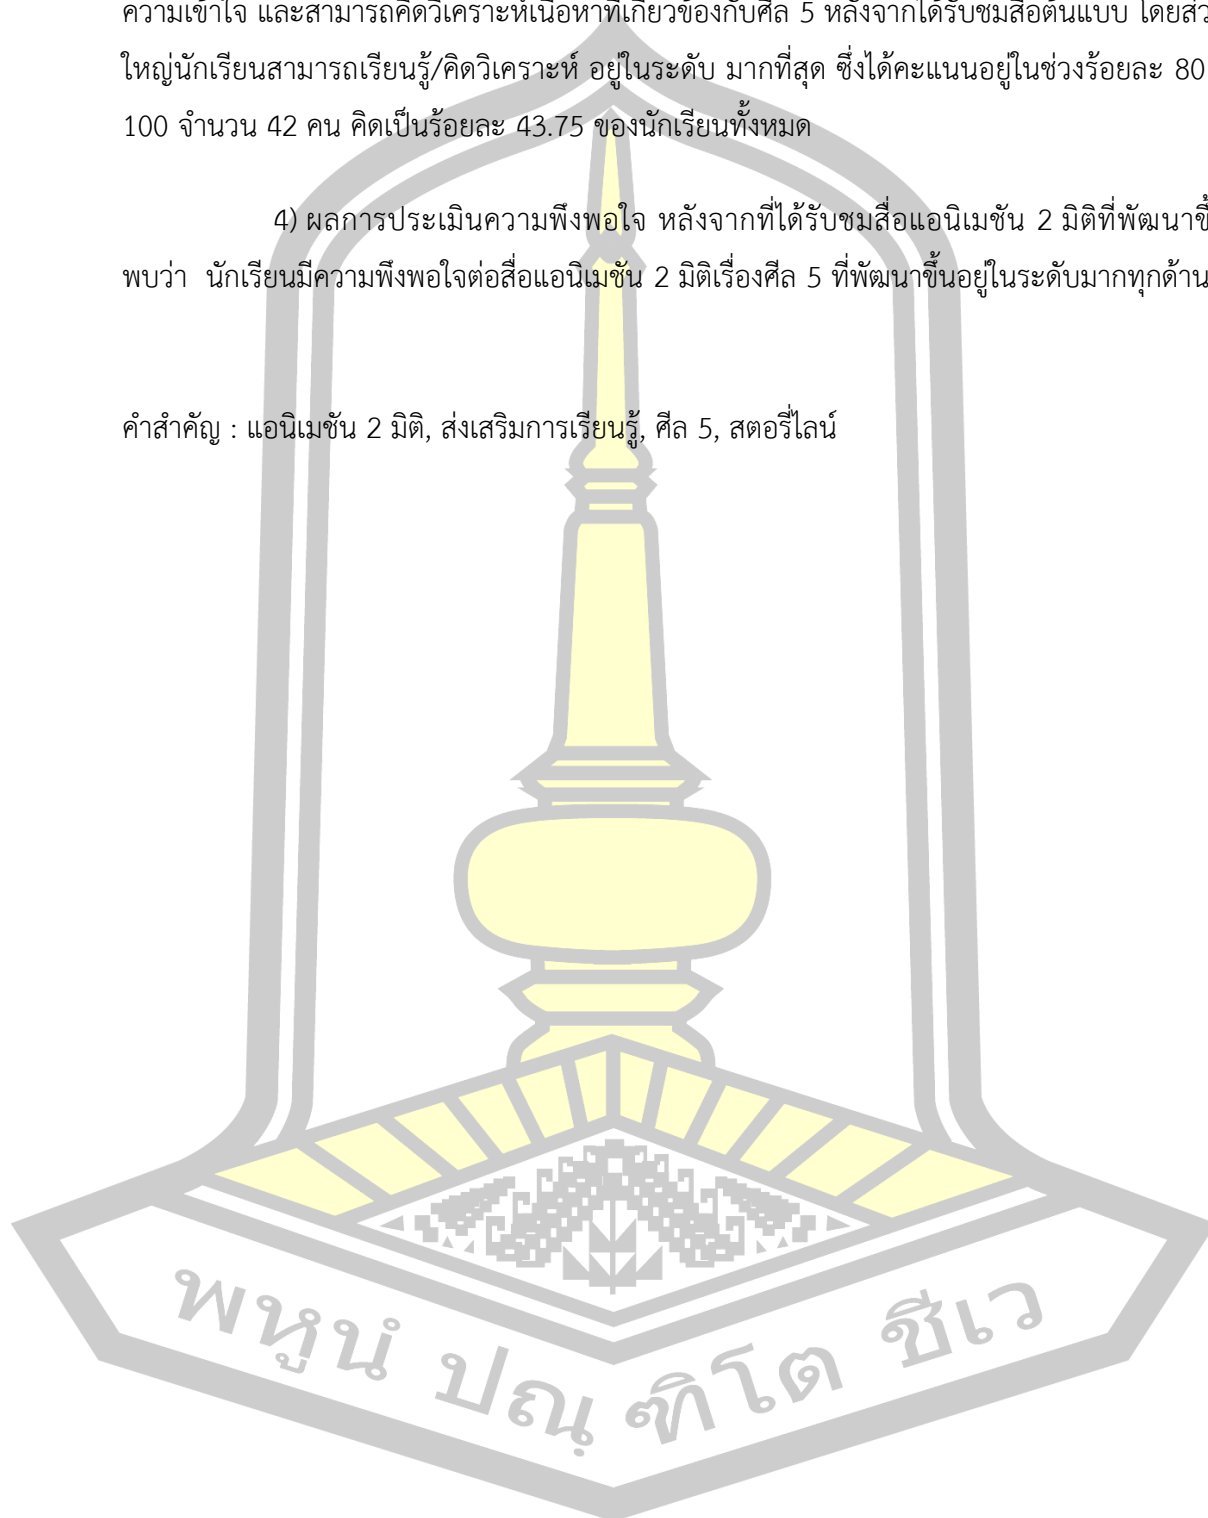 ความเข้าใจ และสามารถคิดวิเคราะห์เนื้อหาที่เกี่ยวข้องกับศีล 5 หลังจากได้รับชมสื่อต้นแบบ โดยส่ว
ใหญ่นักเรียนสามารถเรียนรู้/คิดวิเคราะห์ อยู่ในระดับ มากที่สุด ซึ่งได้คะแนนอยู่ในช่วงร้อยละ 80
100 จำนวน 42 คน คิดเป็นร้อยละ 43.75 ของนักเรียนทั้งหมด
4) ผลการประเมินความพึงพอใจ หลังจากที่ได้รับชมสื่อแอนิเมชัน 2 มิติที่พัฒนาขึ้
พบว่า นักเรียนมีความพึงพอใจต่อสื่อแอนิเมชัน 2 มิติเรื่องศีล 5 ที่พัฒนาขึ้นอยู่ในระดับมากทุกด้าน
คำสำคัญ : แอนิเมชัน 2 มิติ, ส่งเสริมการเรียนรู้, ศีล 5, สตอรี่ไลน์
พหูนํ ปณฺ ฑิโต ชีเว